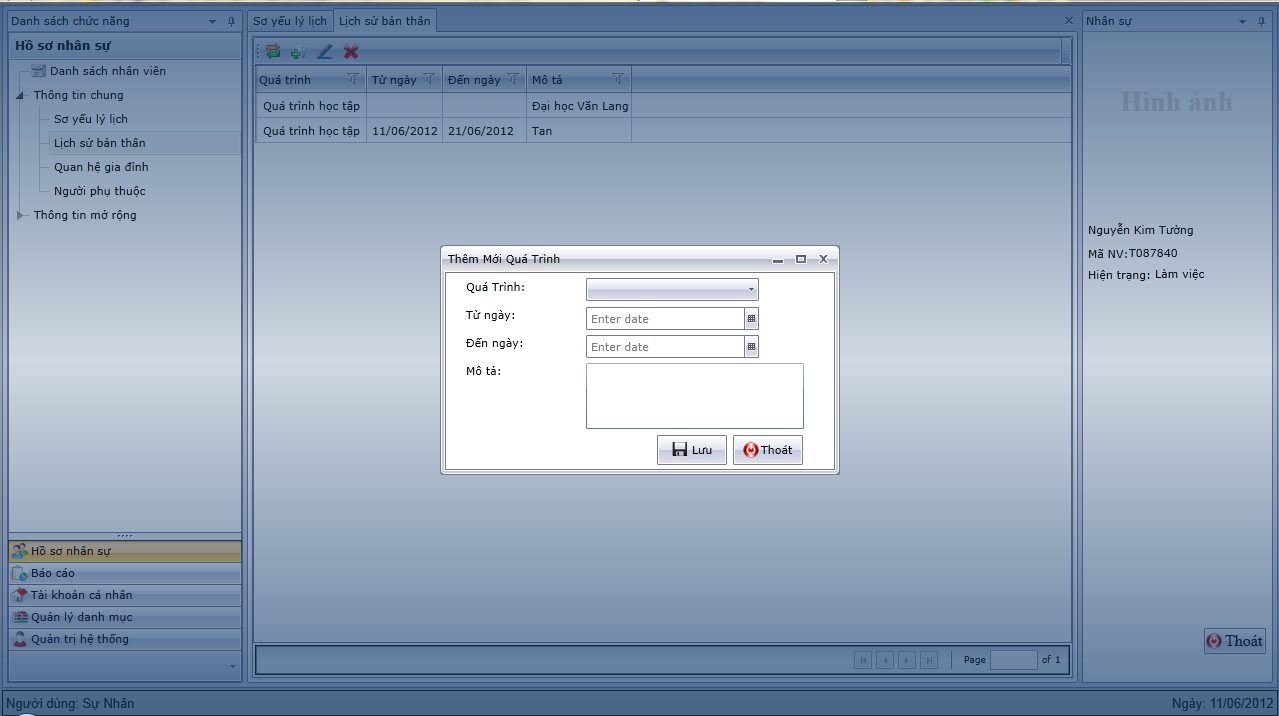 Danh sách chức năng
Hồ sơ nhân sự
Danh sách nhân viên
Thông tin chung
Sơ yếu lý lịch
Lịch sử bản thân
Quan hệ gia đình
Người phụ thuộc
Thông tin mở rộng
Hồ sơ nhân sự
Báo cáo
Tài khoản cá nhân
Quản lý danh mục
Quản trị hệ thống
Sơ yếu lý lịch Lịch sử bản thân
Quá trình Từ ngày Đến ngày Mô tả
Quá trình học tập Đại học Văn Lang
Quá trình học tập 11/06/2012 21/06/2012 Tan
Thêm Mới Quá Trình
Quá Trình:
Từ ngày: Enter date
Đến ngày: Enter date
Mô tả:
Lưu Thoát
Page of 1
Nhân sự
Hình ảnh
Nguyễn Kim Tường
Mã NV:T087840
Hiện trạng: Làm việc
Thoát
Người dùng: Sự Nhân
Ngày: 11/06/2012